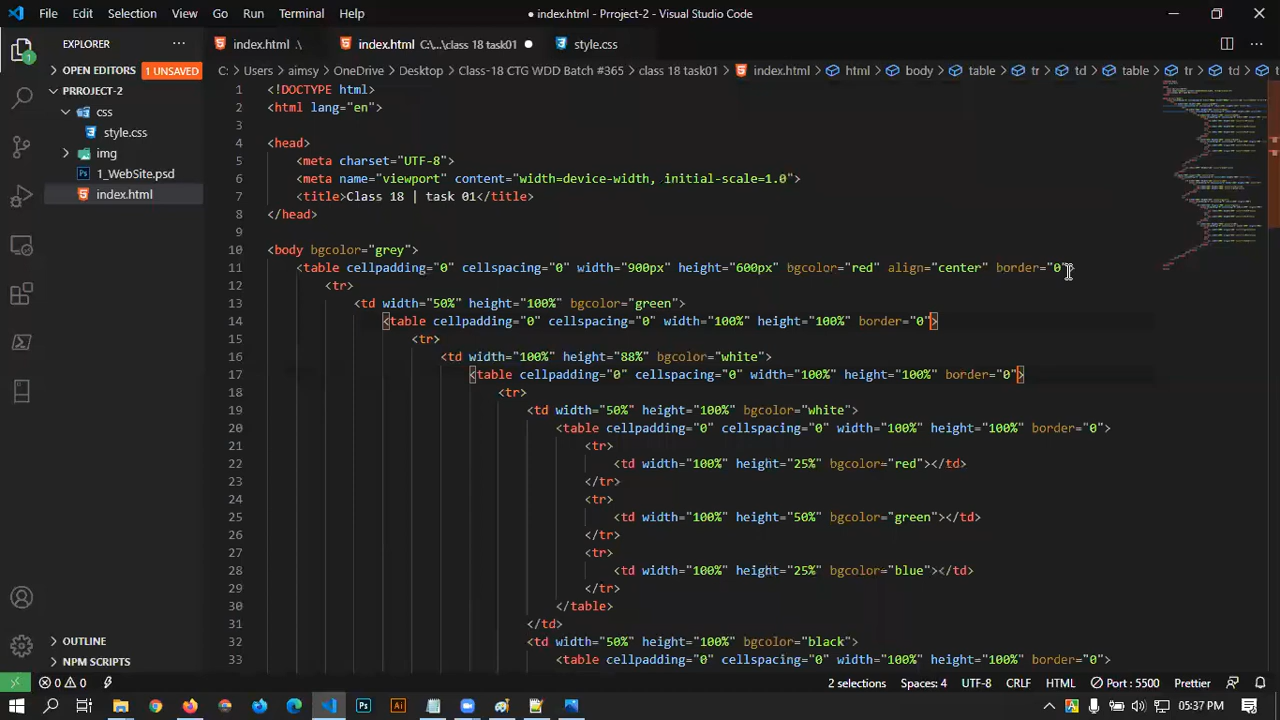 File Edit Selection View Go Run Terminal Help
● index.html - Prroject-2 - Visual Studio Code
EXPLORER
index.html .\
index.html C:\...\class 18 task01
style.css
OPEN EDITORS 1 UNSAVED
C: > Users > aimsy > OneDrive > Desktop > Class-18 CTG WDD Batch #365 > class 18 task01 > index.html > html > body > table > tr > td > table > tr > td > t
PRROJECT-2
css
style.css
img
Ps 1_WebSite.psd
index.html
1 <!DOCTYPE html>
2 <html lang="en">
3
4 <head>
5 <meta charset="UTF-8">
6 <meta name="viewport" content="width=device-width, initial-scale=1.0">
7 <title>Class 18 | task 01</title>
8 </head>
9
10 <body bgcolor="grey">
11 <table cellpadding="0" cellspacing="0" width="900px" height="600px" bgcolor="red" align="center" border="0">
12 <tr>
13 <td width="50%" height="100%" bgcolor="green">
14 <table cellpadding="0" cellspacing="0" width="100%" height="100%" border="0">
15 <tr>
16 <td width="100%" height="88%" bgcolor="white">
17 <table cellpadding="0" cellspacing="0" width="100%" height="100%" border="0">
18 <tr>
19 <td width="50%" height="100%" bgcolor="white">
20 <table cellpadding="0" cellspacing="0" width="100%" height="100%" border="0">
21 <tr>
22 <td width="100%" height="25%" bgcolor="red"></td>
23 </tr>
24 <tr>
25 <td width="100%" height="50%" bgcolor="green"></td>
26 </tr>
27 <tr>
28 <td width="100%" height="25%" bgcolor="blue"></td>
29 </tr>
30 </table>
31 </td>
32 <td width="50%" height="100%" bgcolor="black">
33 <table cellpadding="0" cellspacing="0" width="100%" height="100%" border="0">
OUTLINE
NPM SCRIPTS
0 0
2 selections Spaces: 4 UTF-8 CRLF HTML Port : 5500 Prettier
Ps Ai
05:37 PM